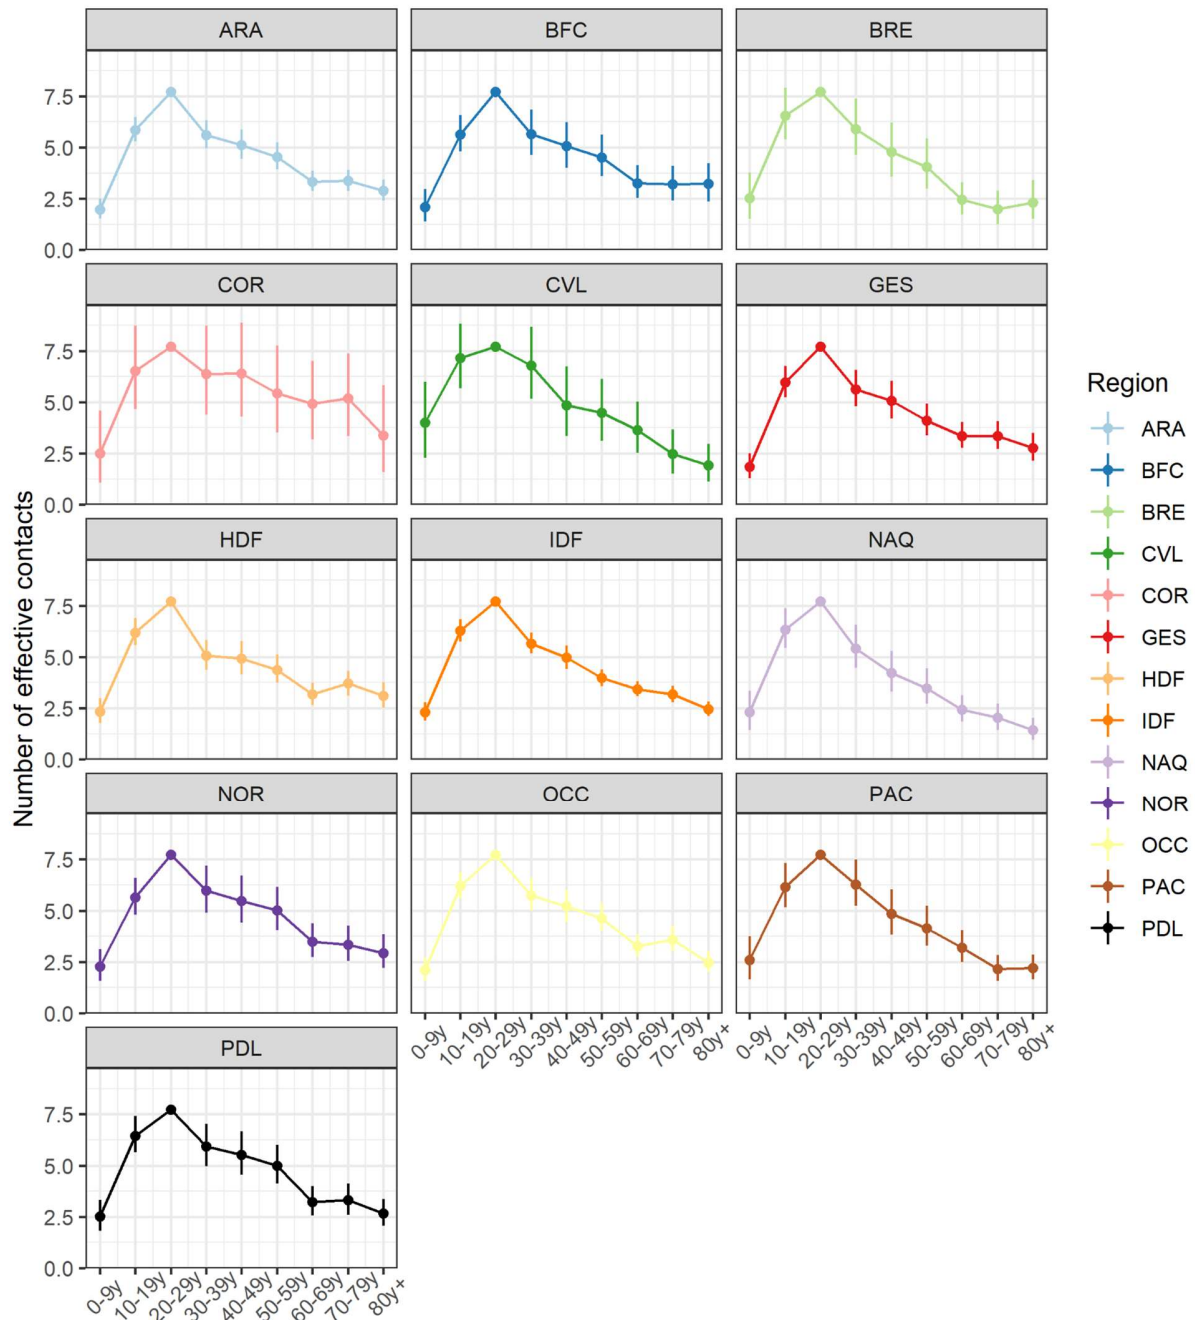 ARA BFC BRE
7.5
5.0
2.5
0.0
COR CVL GES
7.5
5.0
2.5
0.0
HDF IDF NAQ
7.5
5.0
2.5
0.0
NOR OCC PAC
7.5
5.0
2.5
0.0
0-9y 10-19y 20-29y 30-39y 40-49y 50-59y 60-69y 70-79y 80y+ 0-9y 10-19y 20-29y 30-39y 40-49y 50-59y 60-69y 70-79y 80y+
PDL
7.5
5.0
2.5
0.0
0-9y 10-19y 20-29y 30-39y 40-49y 50-59y 60-69y 70-79y 80y+
Number of effective contacts
Region
ARA
BFC
BRE
CVL
COR
GES
HDF
IDF
NAQ
NOR
OCC
PAC
PDL